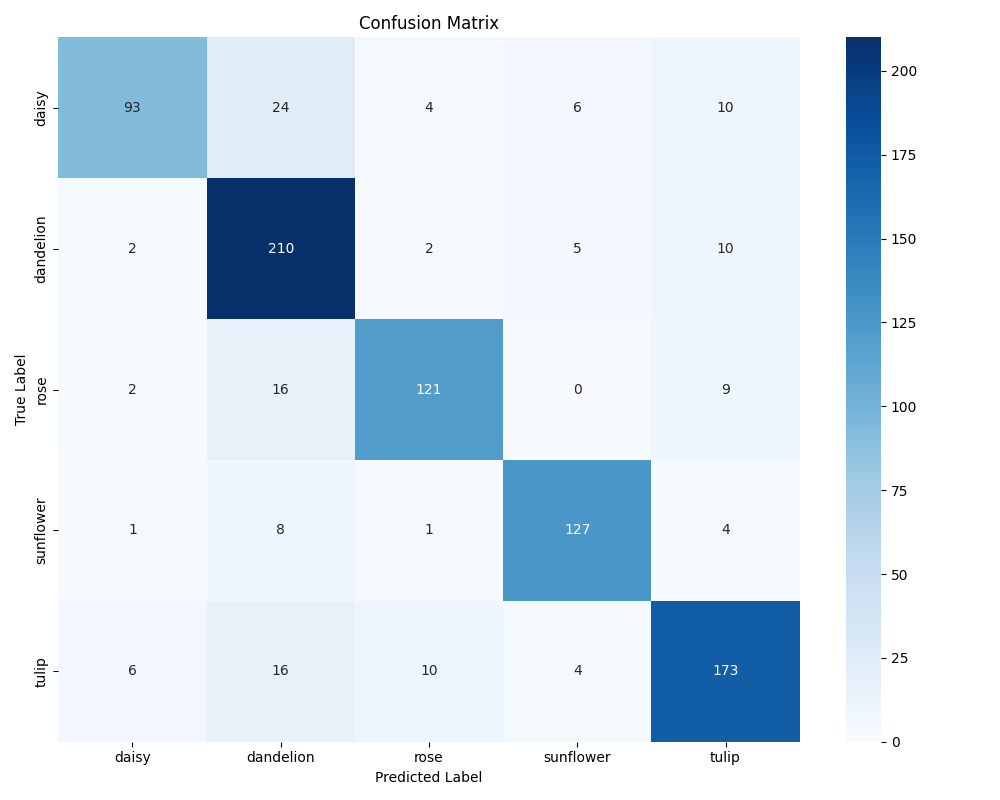 Confusion Matrix
True Label
daisy 93 24 4 6 10
dandelion 2 210 2 5 10
rose 2 16 121 0 9
sunflower 1 8 1 127 4
tulip 6 16 10 4 173
daisy dandelion rose sunflower tulip
Predicted Label
200
175
150
125
100
75
50
25
0